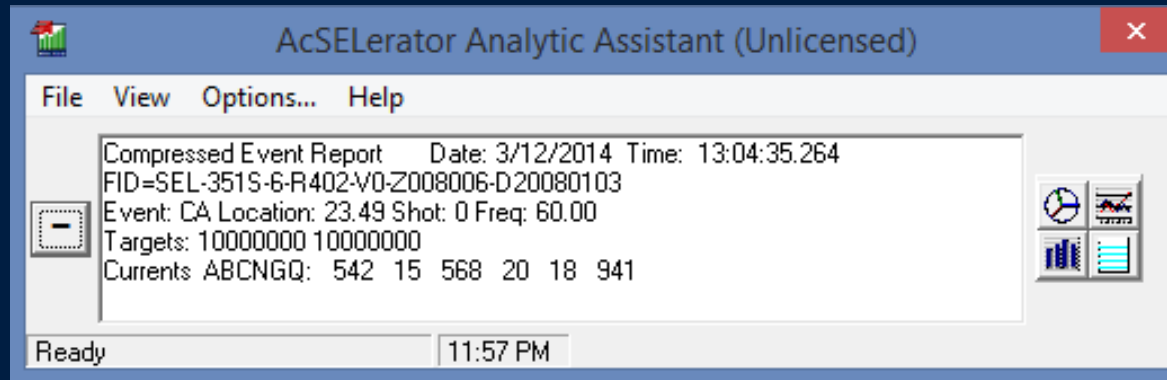 AcSELerator Analytic Assistant (Unlicensed)
File View Options... Help
Compressed Event Report Date: 3/12/2014 Time: 13:04:35.264
FID=SEL-351S-6-R402-V0-Z008006-D20080103
Event: CA Location: 23.49 Shot: 0 Freq: 60.00
Targets: 10000000 10000000
Currents ABCNGQ: 542 15 568 20 18 941
Ready 11:57 PM